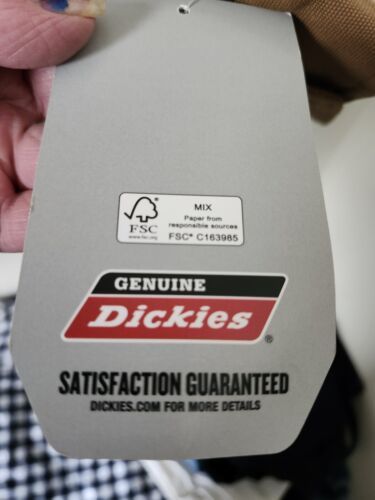 MIX
Paper from
responsible sources
FSC® C163985
FSC
www.fsc.org
GENUINE
Dickies®
SATISFACTION GUARANTEED
DICKIES.COM FOR MORE DETAILS